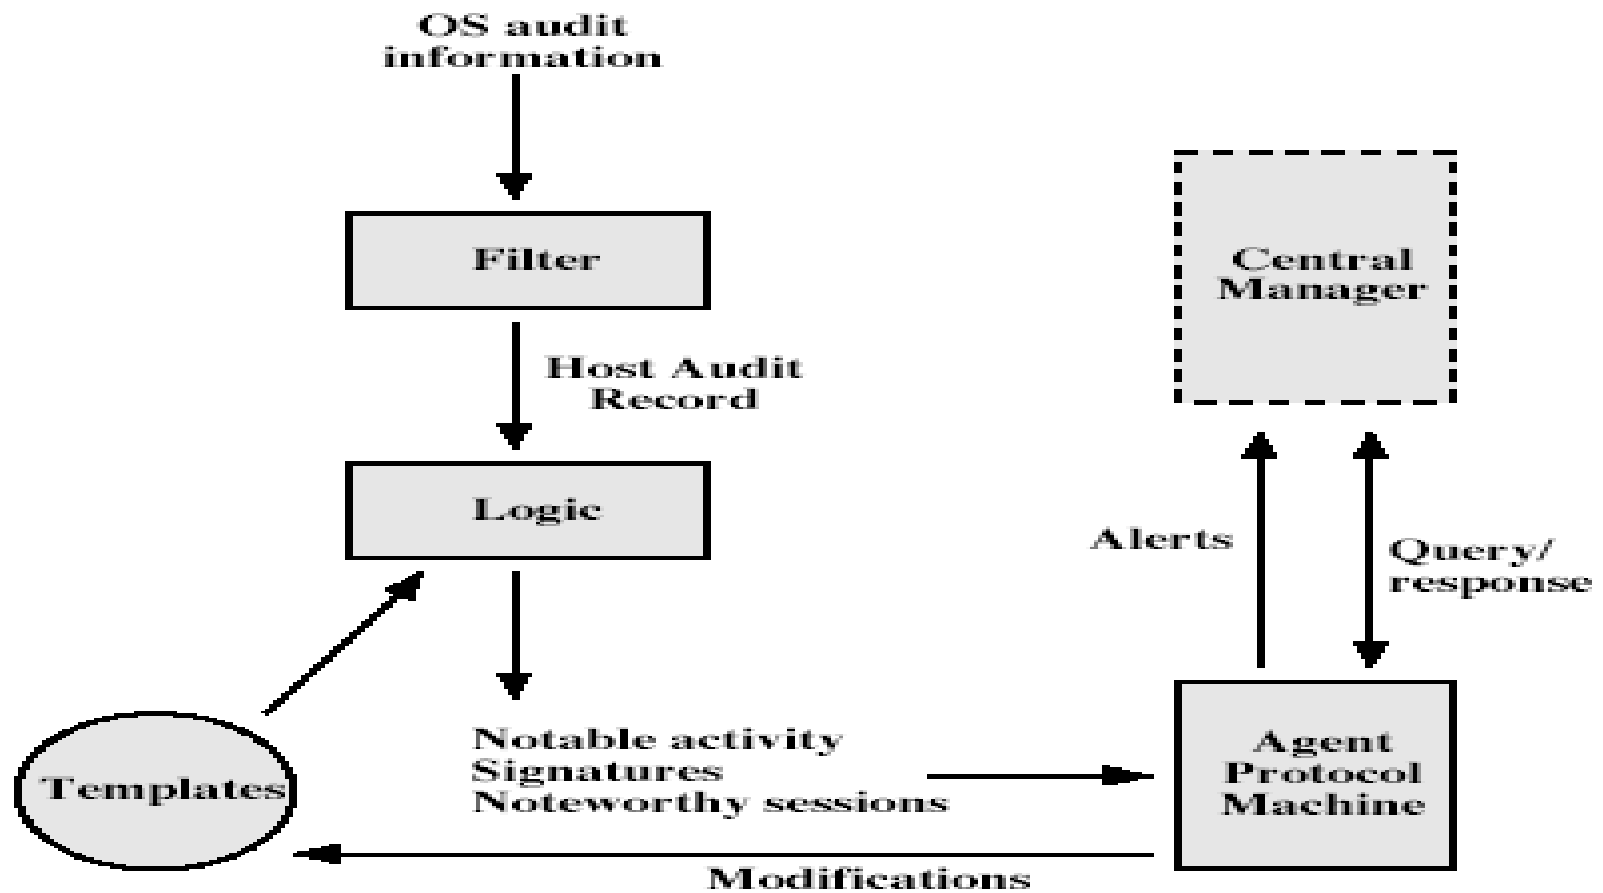 OS audit
information
Filter
Host Audit
Record
Logic
Templates
Notable activity
Signatures
Noteworthy sessions
Central
Manager
Alerts
Query/
response
Agent
Protocol
Machine
Modifications